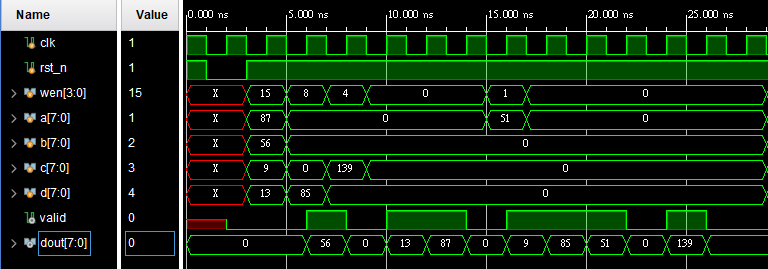 Name Value 0.000 ns 5.000 ns 10.000 ns 15.000 ns 20.000 ns 25.000 ns
clk 1
rst_n 1
wen[3:0] 15 X 15 8 4 0 1 0
a[7:0] 1 X 87 0 51 0
b[7:0] 2 X 56 0
c[7:0] 3 X 9 0 139 0
d[7:0] 4 X 13 85 0
valid 0
dout[7:0] 0 0 56 0 13 87 0 9 85 51 0 139